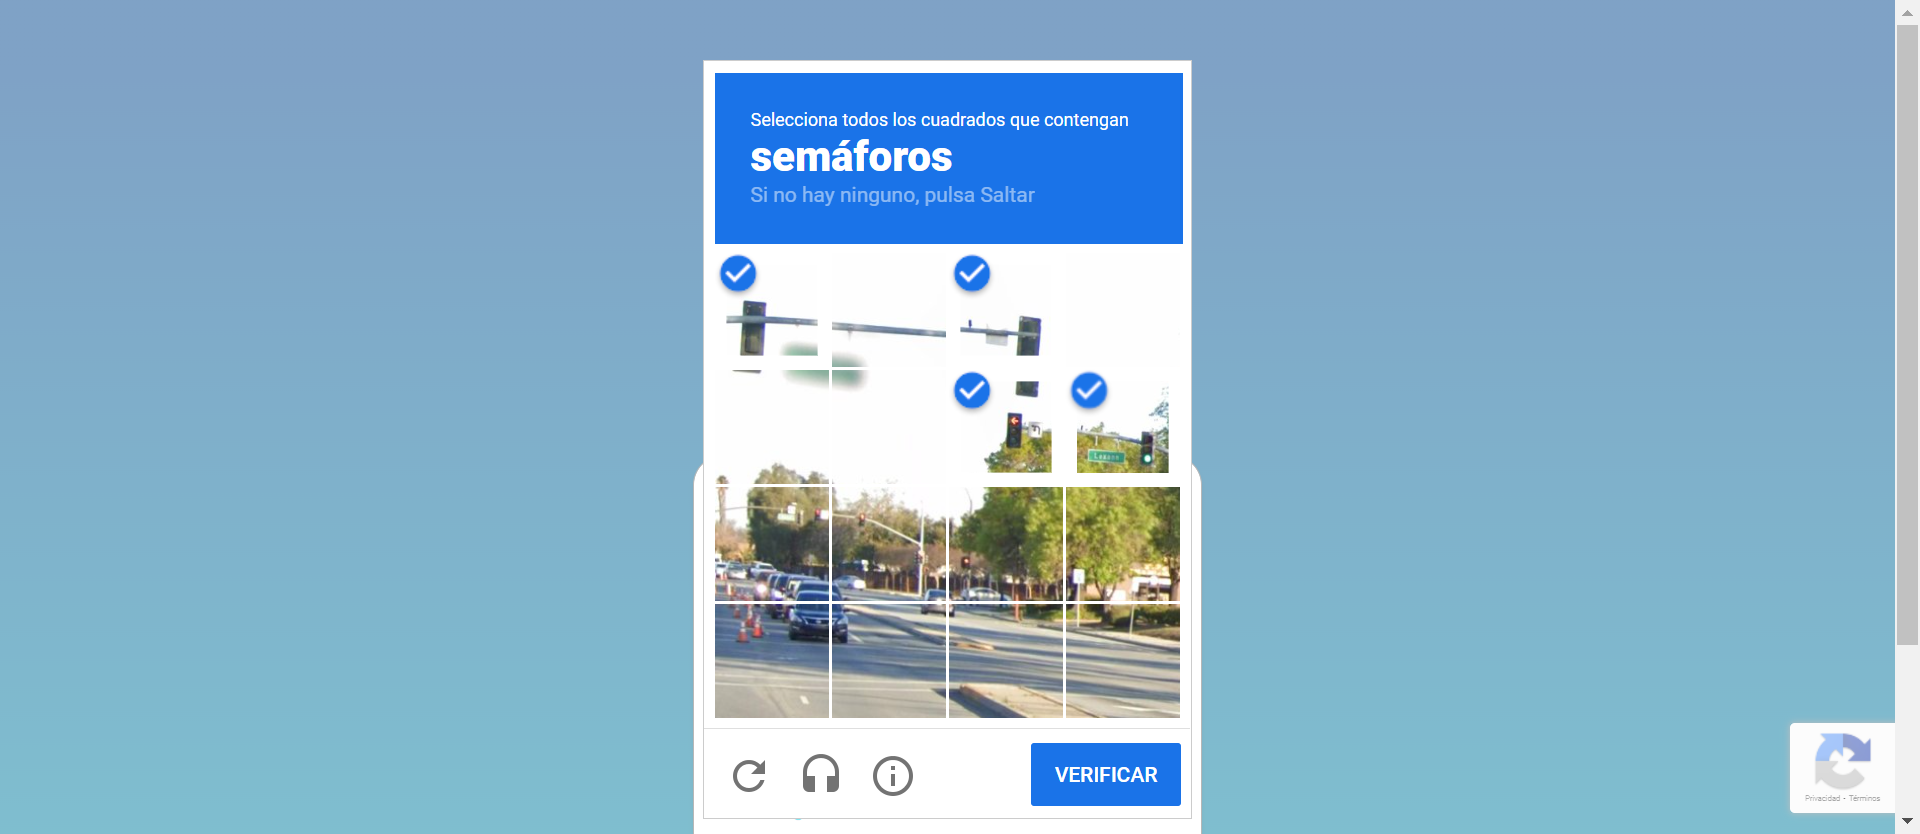 Selecciona todos los cuadrados que contengan
semáforos
Si no hay ninguno, pulsa Saltar
VERIFICAR
Privacidad - Términos